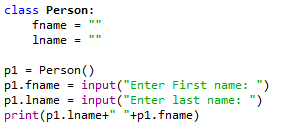 class Person:
    fname = ""
    lname = ""
p1 = Person()
p1.fname = input("Enter First name: ")
p1.lname = input("Enter last name: ")
print(p1.lname+" "+p1.fname)